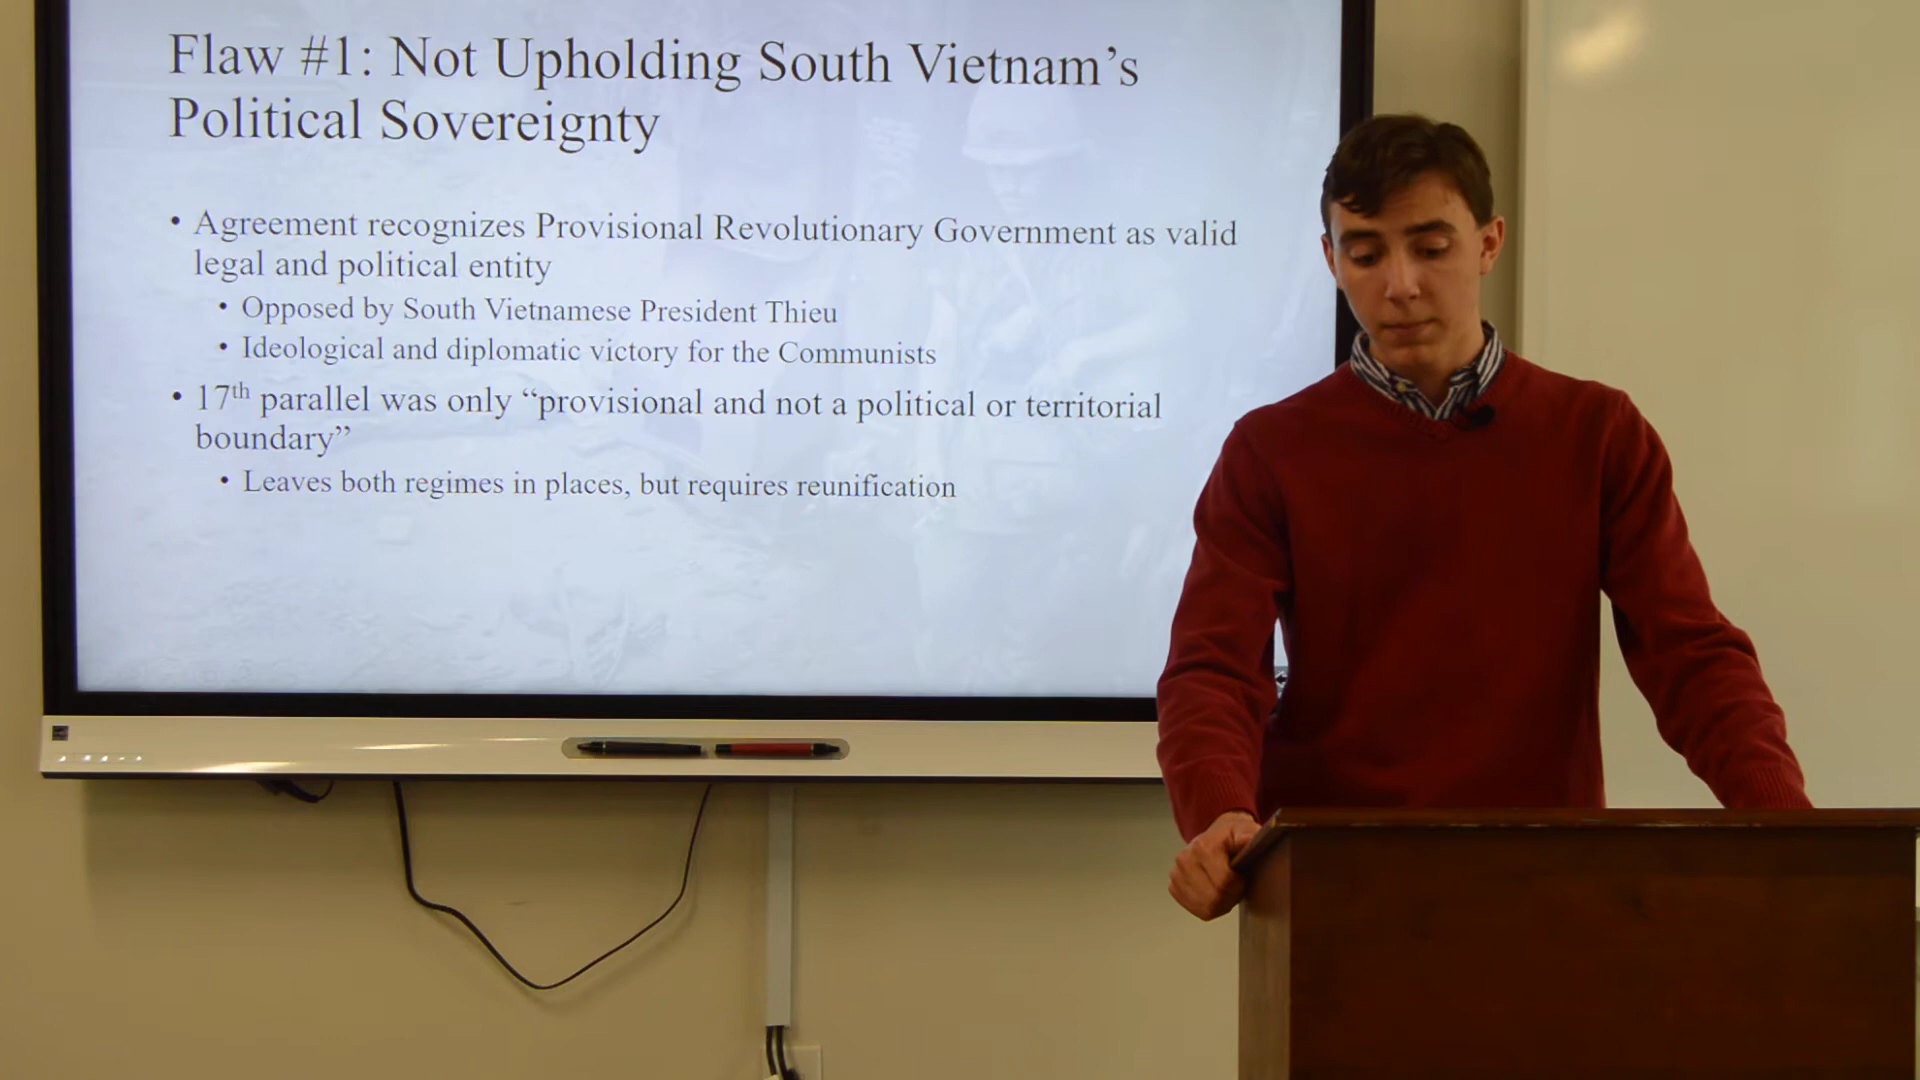 Flaw #1: Not Upholding South Vietnam’s
Political Sovereignty
• Agreement recognizes Provisional Revolutionary Government as valid
legal and political entity
• Opposed by South Vietnamese President Thieu
• Ideological and diplomatic victory for the Communists
• 17th parallel was only “provisional and not a political or territorial
boundary”
• Leaves both regimes in places, but requires reunification